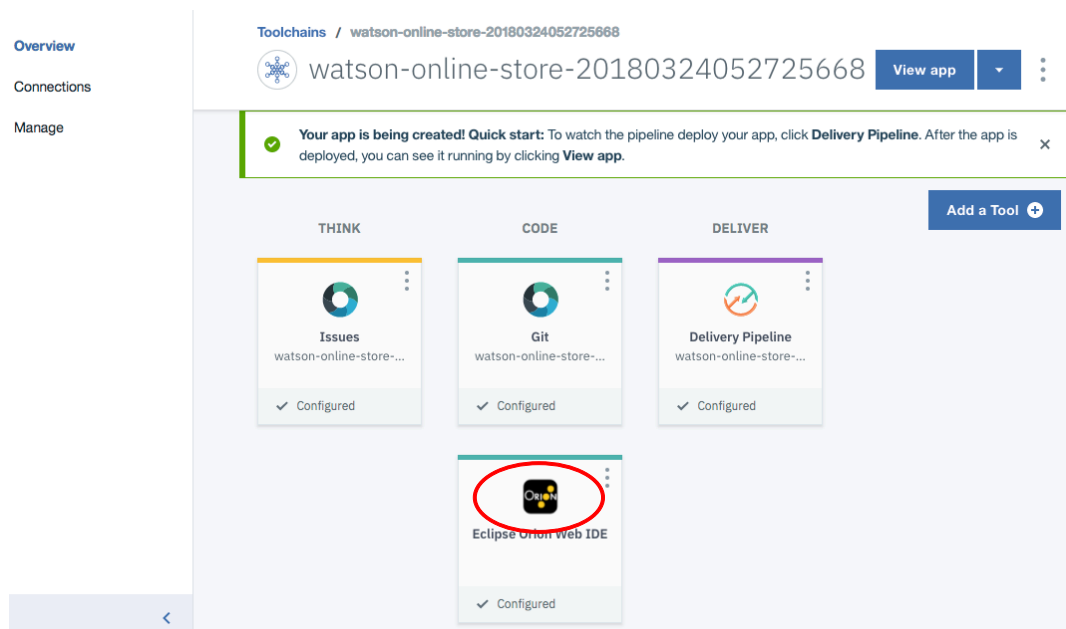 Overview
Connections
Manage
Toolchains / watson-online-store-20180324052725668
watson-online-store-20180324052725668
View app
Your app is being created! Quick start: To watch the pipeline deploy your app, click Delivery Pipeline. After the app is
deployed, you can see it running by clicking View app.
Add a Tool
THINK
CODE
DELIVER
Issues
watson-online-store-...
Configured
Git
watson-online-store-...
Configured
Delivery Pipeline
watson-online-store-...
Configured
ORION
Eclipse Orion Web IDE
Configured